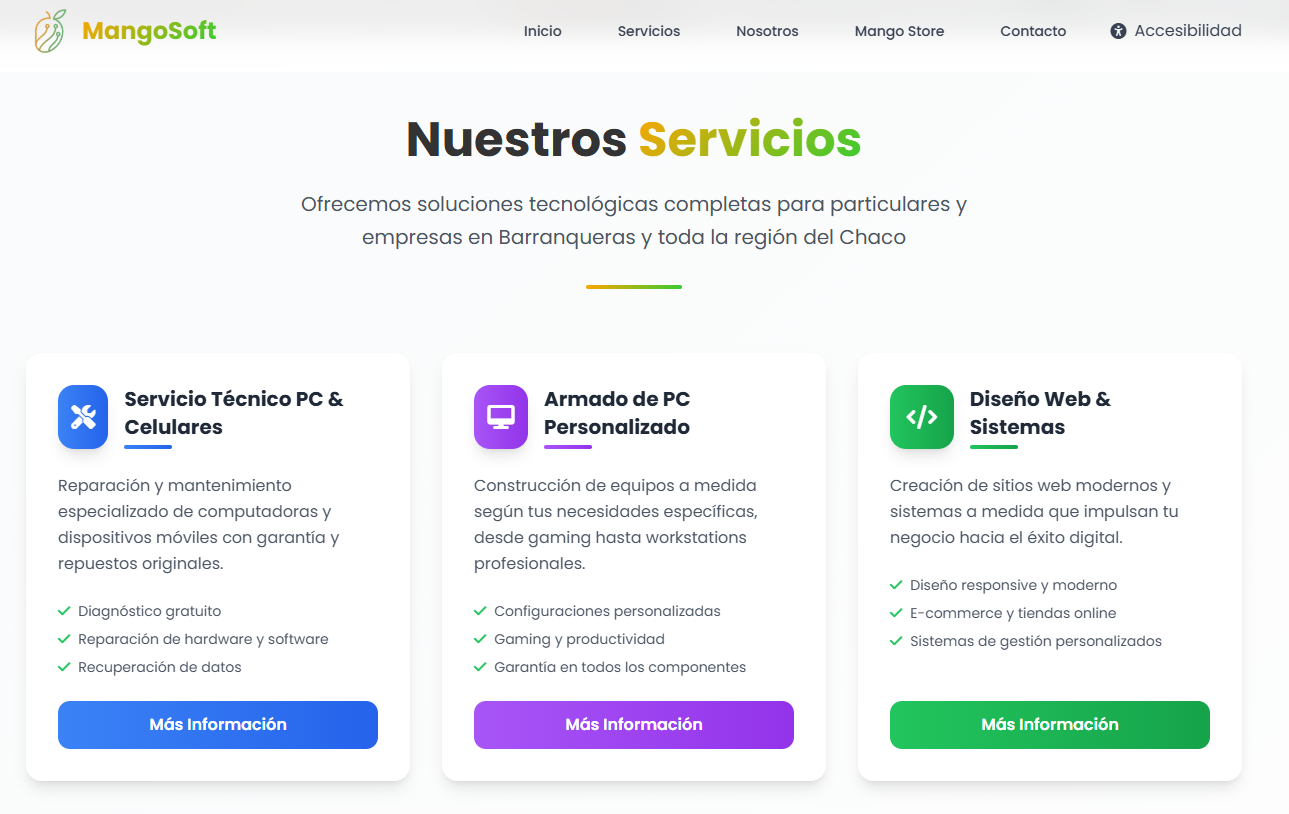 MangoSoft
Inicio
Servicios
Nosotros
Mango Store
Contacto
Accesibilidad
Nuestros Servicios
Ofrecemos soluciones tecnológicas completas para particulares y
empresas en Barranqueras y toda la región del Chaco
Servicio Técnico PC &
Celulares
Reparación y mantenimiento
especializado de computadoras y
dispositivos móviles con garantía y
repuestos originales.
Diagnóstico gratuito
Reparación de hardware y software
Recuperación de datos
Más Información
Armado de PC
Personalizado
Construcción de equipos a medida
según tus necesidades específicas,
desde gaming hasta workstations
profesionales.
Configuraciones personalizadas
Gaming y productividad
Garantía en todos los componentes
Más Información
Diseño Web &
Sistemas
Creación de sitios web modernos y
sistemas a medida que impulsan tu
negocio hacia el éxito digital.
Diseño responsive y moderno
E-commerce y tiendas online
Sistemas de gestión personalizados
Más Información